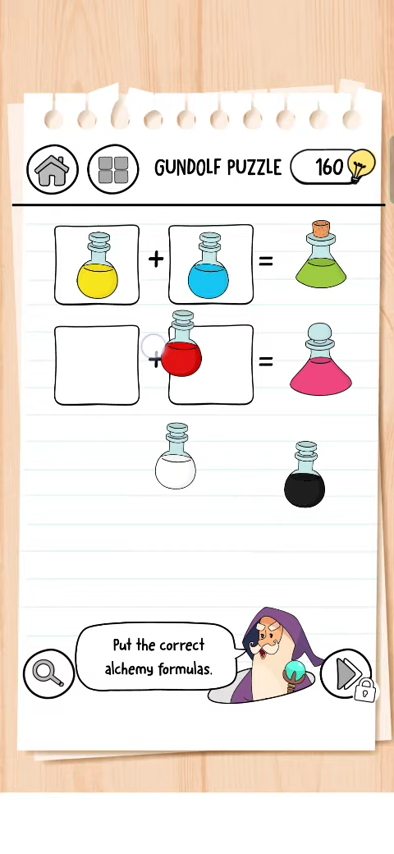 GUNDOLF PUZZLE 160
+ =
+ =
Put the correct
alchemy formulas.